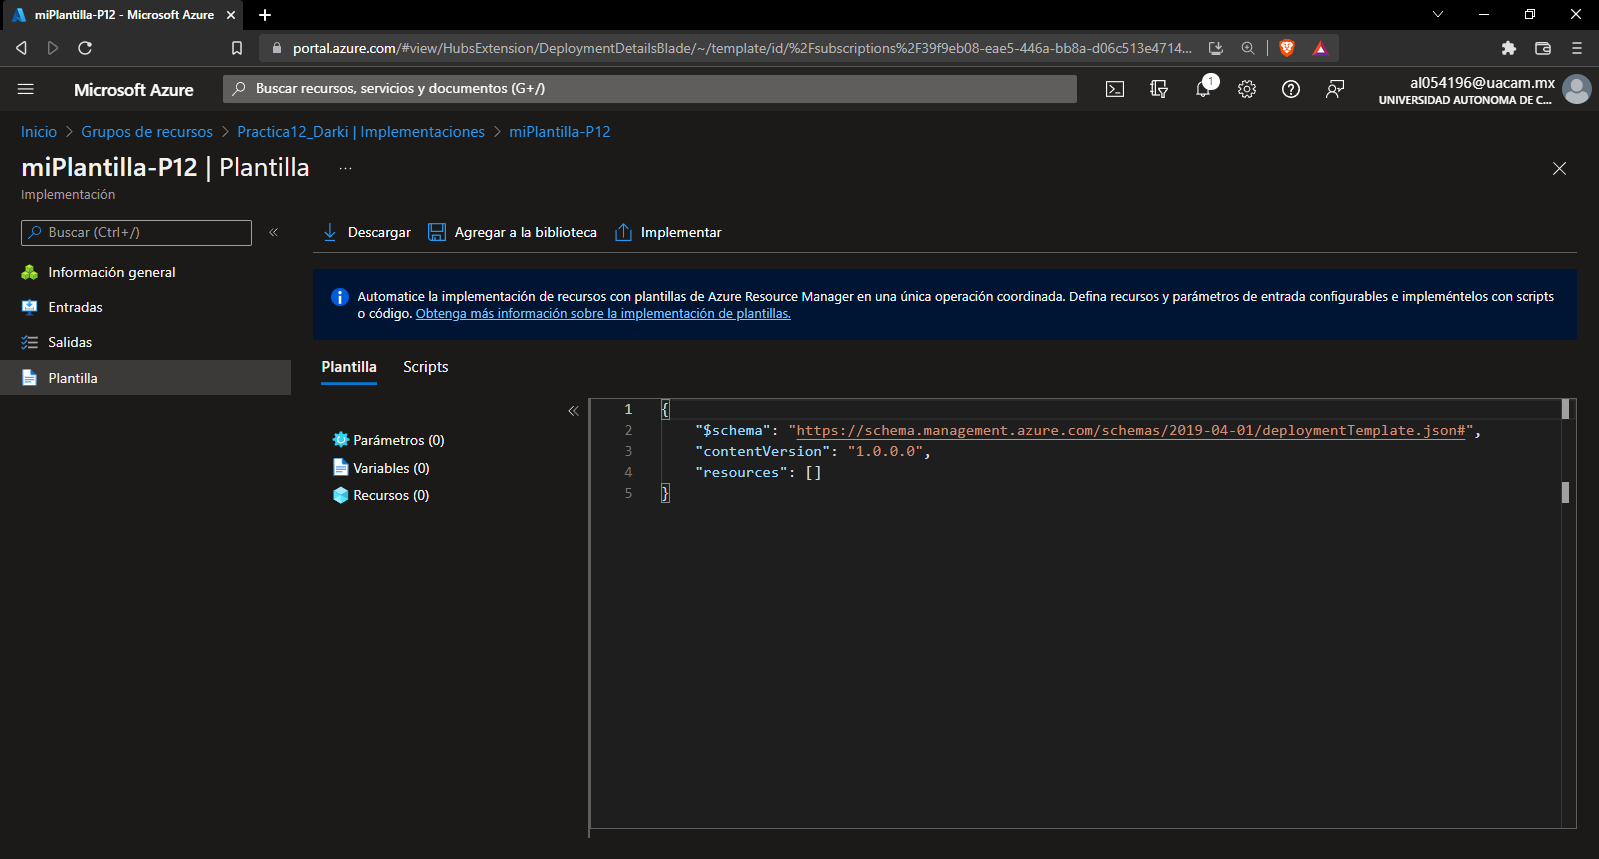 miPlantilla-P12 - Microsoft Azure
portal.azure.com/#view/HubsExtension/DeploymentDetailsBlade/~/template/id/%2Fsubscriptions%2F39f9eb08-eae5-446a-bb8a-d06c513e4714...
Microsoft Azure
Buscar recursos, servicios y documentos (G+/)
1
al054196@uacam.mx
UNIVERSIDAD AUTONOMA DE C...
Inicio > Grupos de recursos > Practica12_Darki | Implementaciones > miPlantilla-P12
miPlantilla-P12 | Plantilla ...
Implementación
Buscar (Ctrl+/)
Información general
Entradas
Salidas
Plantilla
Descargar Agregar a la biblioteca Implementar
Automatice la implementación de recursos con plantillas de Azure Resource Manager en una única operación coordinada. Defina recursos y parámetros de entrada configurables e impleméntelos con scripts
o código. Obtenga más información sobre la implementación de plantillas.
Plantilla Scripts
Parámetros (0)
Variables (0)
Recursos (0)
1 {
2 "$schema": "https://schema.management.azure.com/schemas/2019-04-01/deploymentTemplate.json#",
3 "contentVersion": "1.0.0.0",
4 "resources": []
5 }